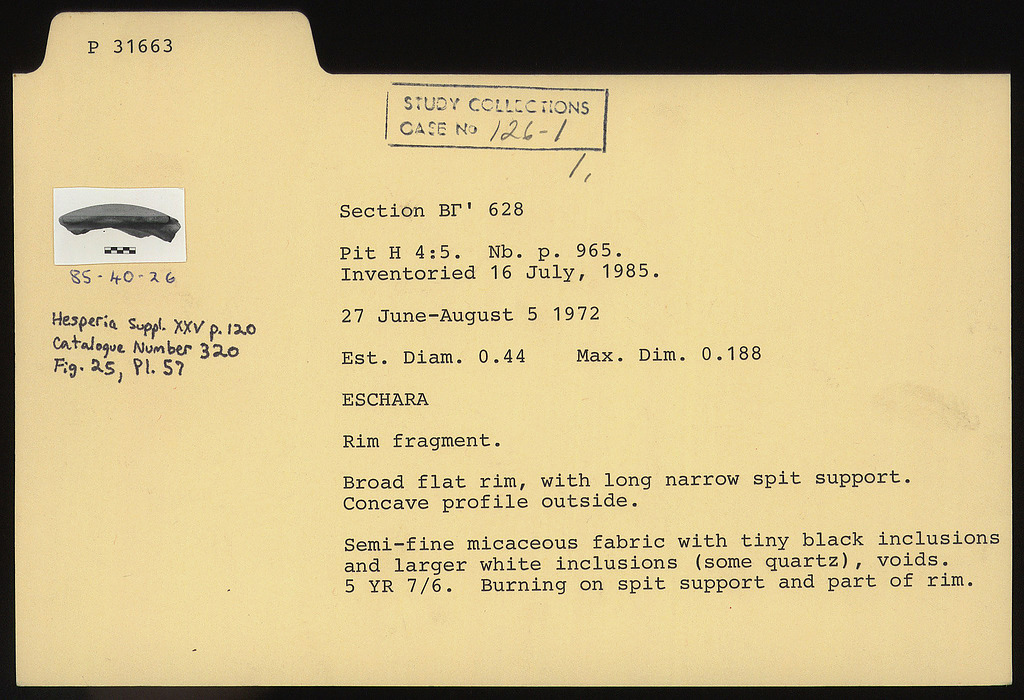 P 31663
STUDY COLLECTIONS
CASE No 126-1
1,
85-40-26
Hesperia Suppl. XXV p. 120
Catalogue Number 320
Fig. 25, Pl. 57
Section ΒΓ' 628
Pit H 4:5.  Nb. p. 965.
Inventoried 16 July, 1985.
27 June-August 5 1972
Est. Diam. 0.44    Max. Dim. 0.188
ESCHARA
Rim fragment.
Broad flat rim, with long narrow spit support.
Concave profile outside.
Semi-fine micaceous fabric with tiny black inclusions
and larger white inclusions (some quartz), voids.
5 YR 7/6.  Burning on spit support and part of rim.